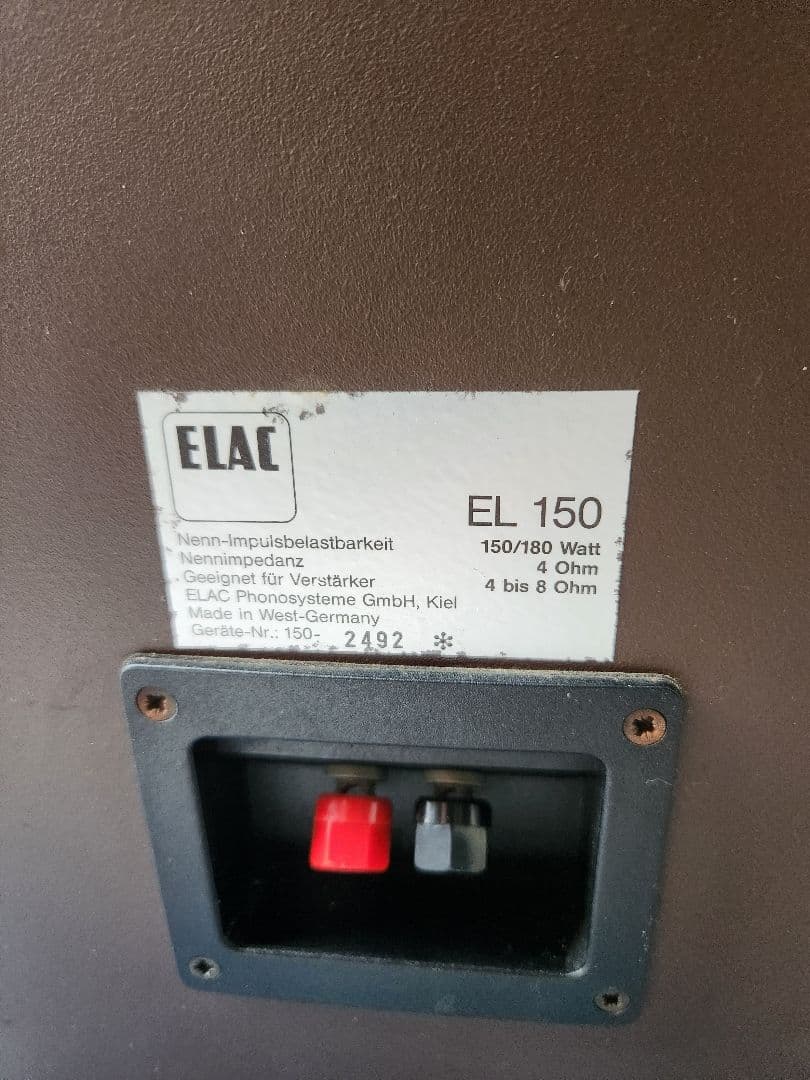 ELAC
EL 150
Nenn-Impulsbelastbarkeit 150/180 Watt
Nennimpedanz 4 Ohm
Geeignet für Verstärker 4 bis 8 Ohm
ELAC Phonosysteme GmbH, Kiel
Made in West-Germany
Geräte-Nr.: 150- 2492 *